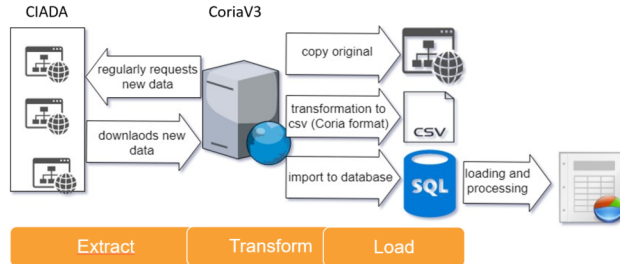 CIADA
CoriaV3
regularly requests
new data
downlaods new
data
copy original
transformation to
csv (Coria format)
CSV
import to database
SQL
loading and
processing
Extract
Transform
Load